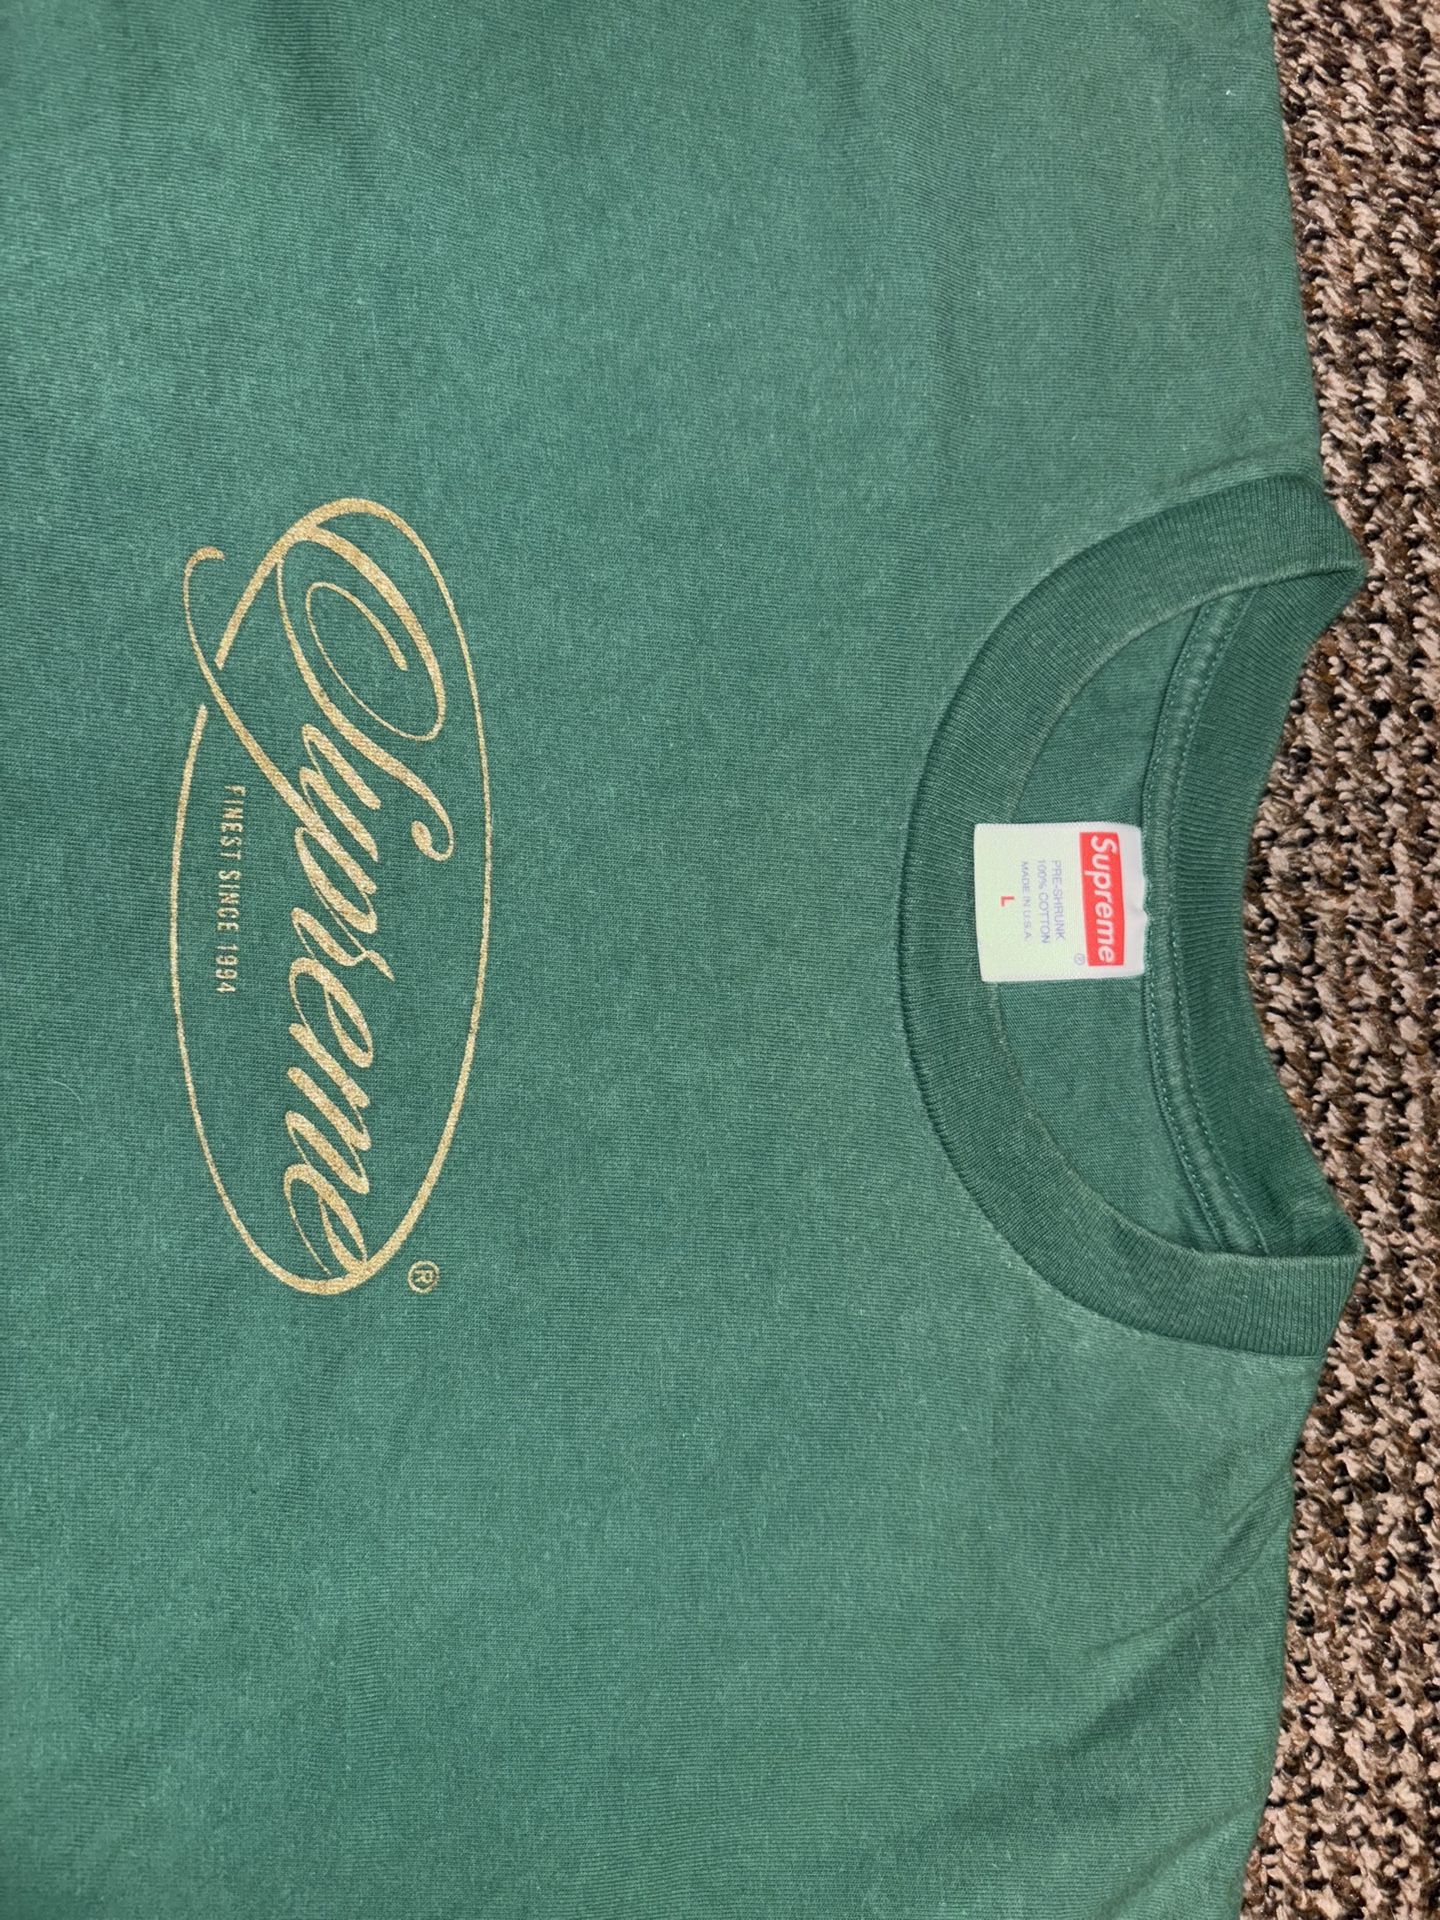 Supreme®
FINEST SINCE 1994
Supreme®
PRE-SHRUNK
100% COTTON
MADE IN U.S.A.
L